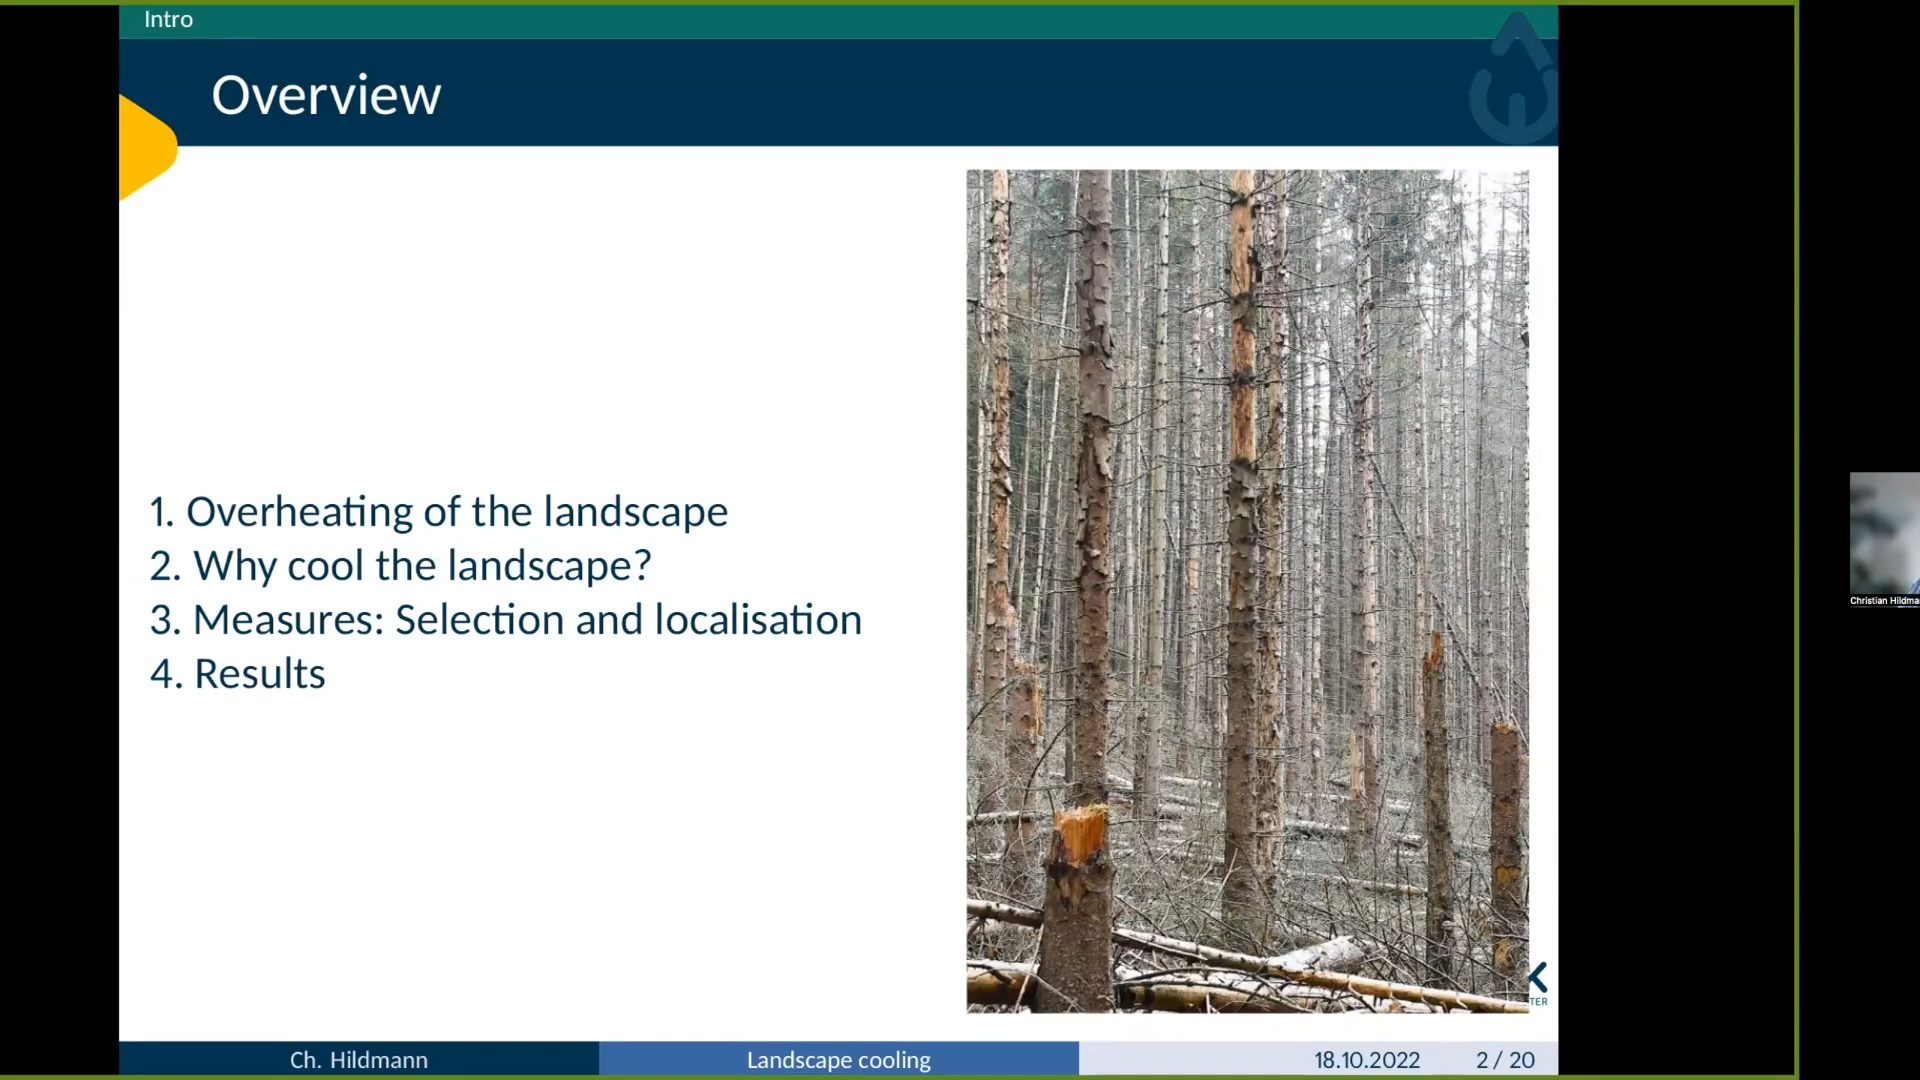 Intro
Overview
1. Overheating of the landscape
2. Why cool the landscape?
3. Measures: Selection and localisation
4. Results
K
TER
Christian Hildma
Ch. Hildmann
Landscape cooling
18.10.2022
2 / 20